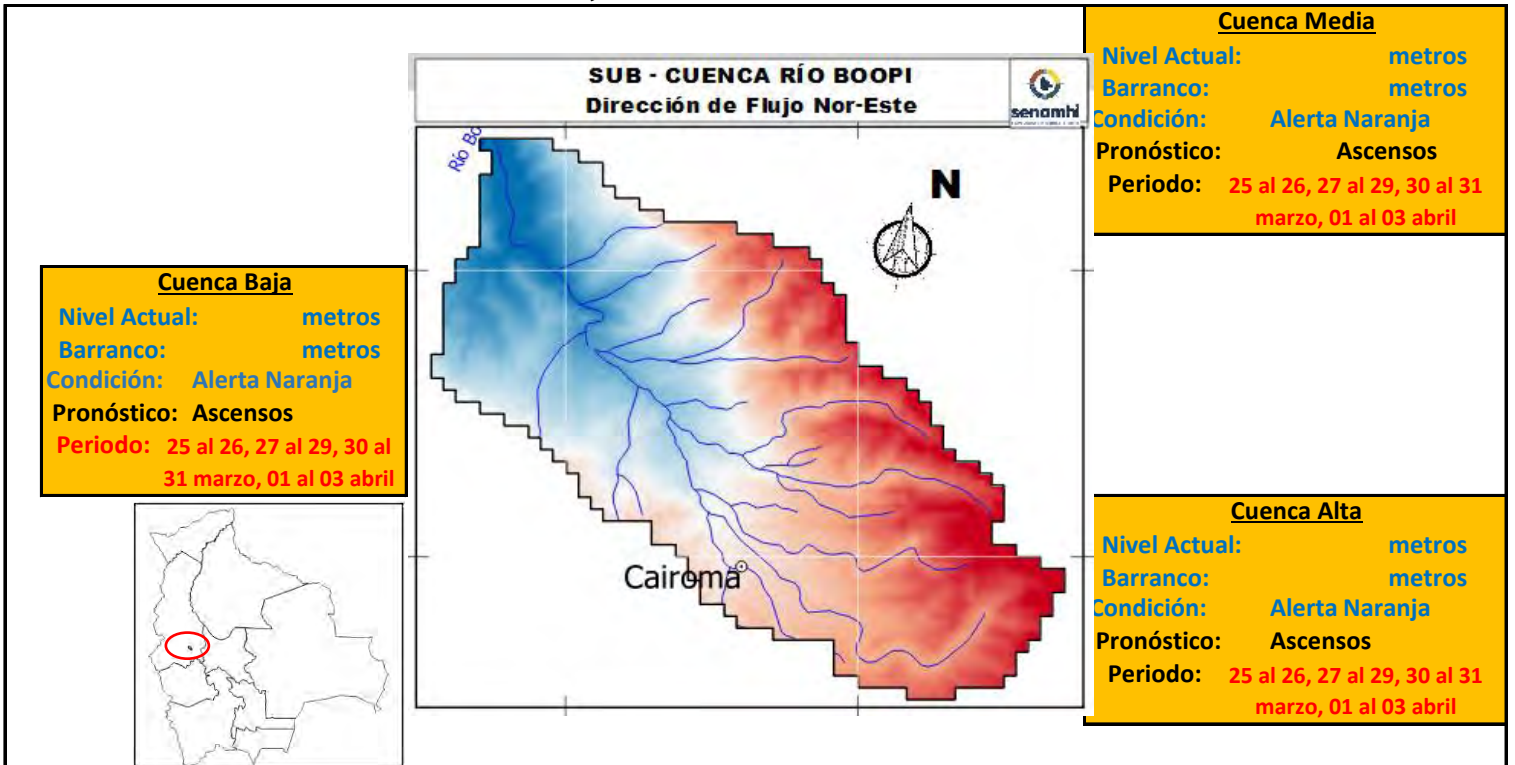 SUB - CUENCA RÍO BOOPI
Dirección de Flujo Nor-Este
senamhi
Río Bo
N
Cairoma
Cuenca Media
Nivel Actual: metros
Barranco: metros
Condición: Alerta Naranja
Pronóstico: Ascensos
Periodo: 25 al 26, 27 al 29, 30 al 31
marzo, 01 al 03 abril
Cuenca Baja
Nivel Actual: metros
Barranco: metros
Condición: Alerta Naranja
Pronóstico: Ascensos
Periodo: 25 al 26, 27 al 29, 30 al
31 marzo, 01 al 03 abril
Cuenca Alta
Nivel Actual: metros
Barranco: metros
Condición: Alerta Naranja
Pronóstico: Ascensos
Periodo: 25 al 26, 27 al 29, 30 al 31
marzo, 01 al 03 abril